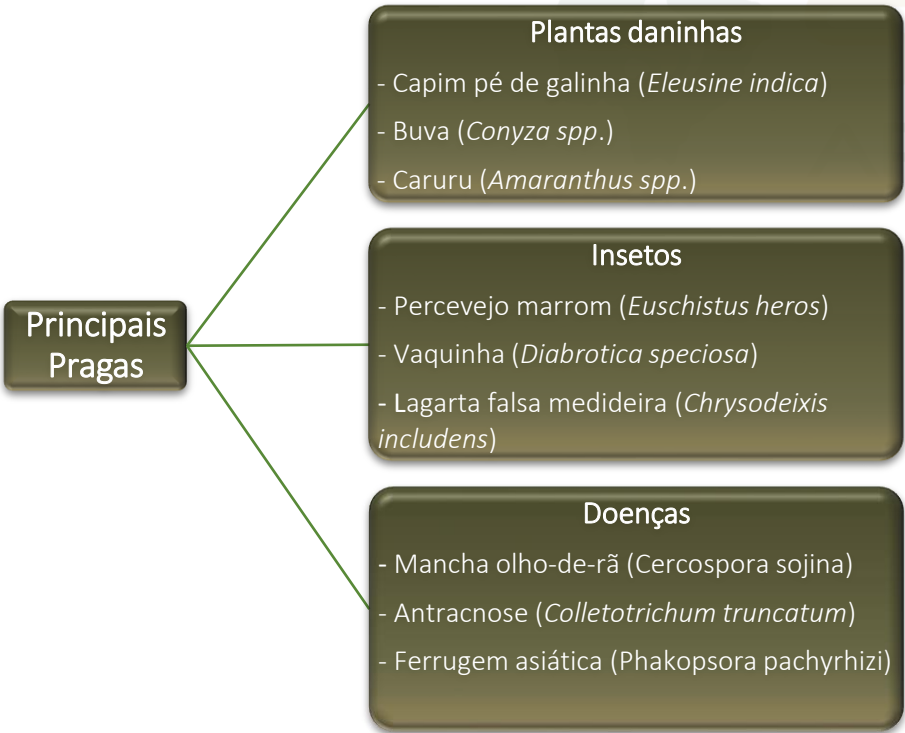 Plantas daninhas
- Capim pé de galinha (Eleusine indica)
- Buva (Conyza spp.)
- Caruru (Amaranthus spp.)
Principais
Pragas
Insetos
- Percevejo marrom (Euschistus heros)
- Vaquinha (Diabrotica speciosa)
- Lagarta falsa medideira (Chrysodeixis
includens)
Doenças
- Mancha olho-de-rã (Cercospora sojina)
- Antracnose (Colletotrichum truncatum)
- Ferrugem asiática (Phakopsora pachyrhizi)